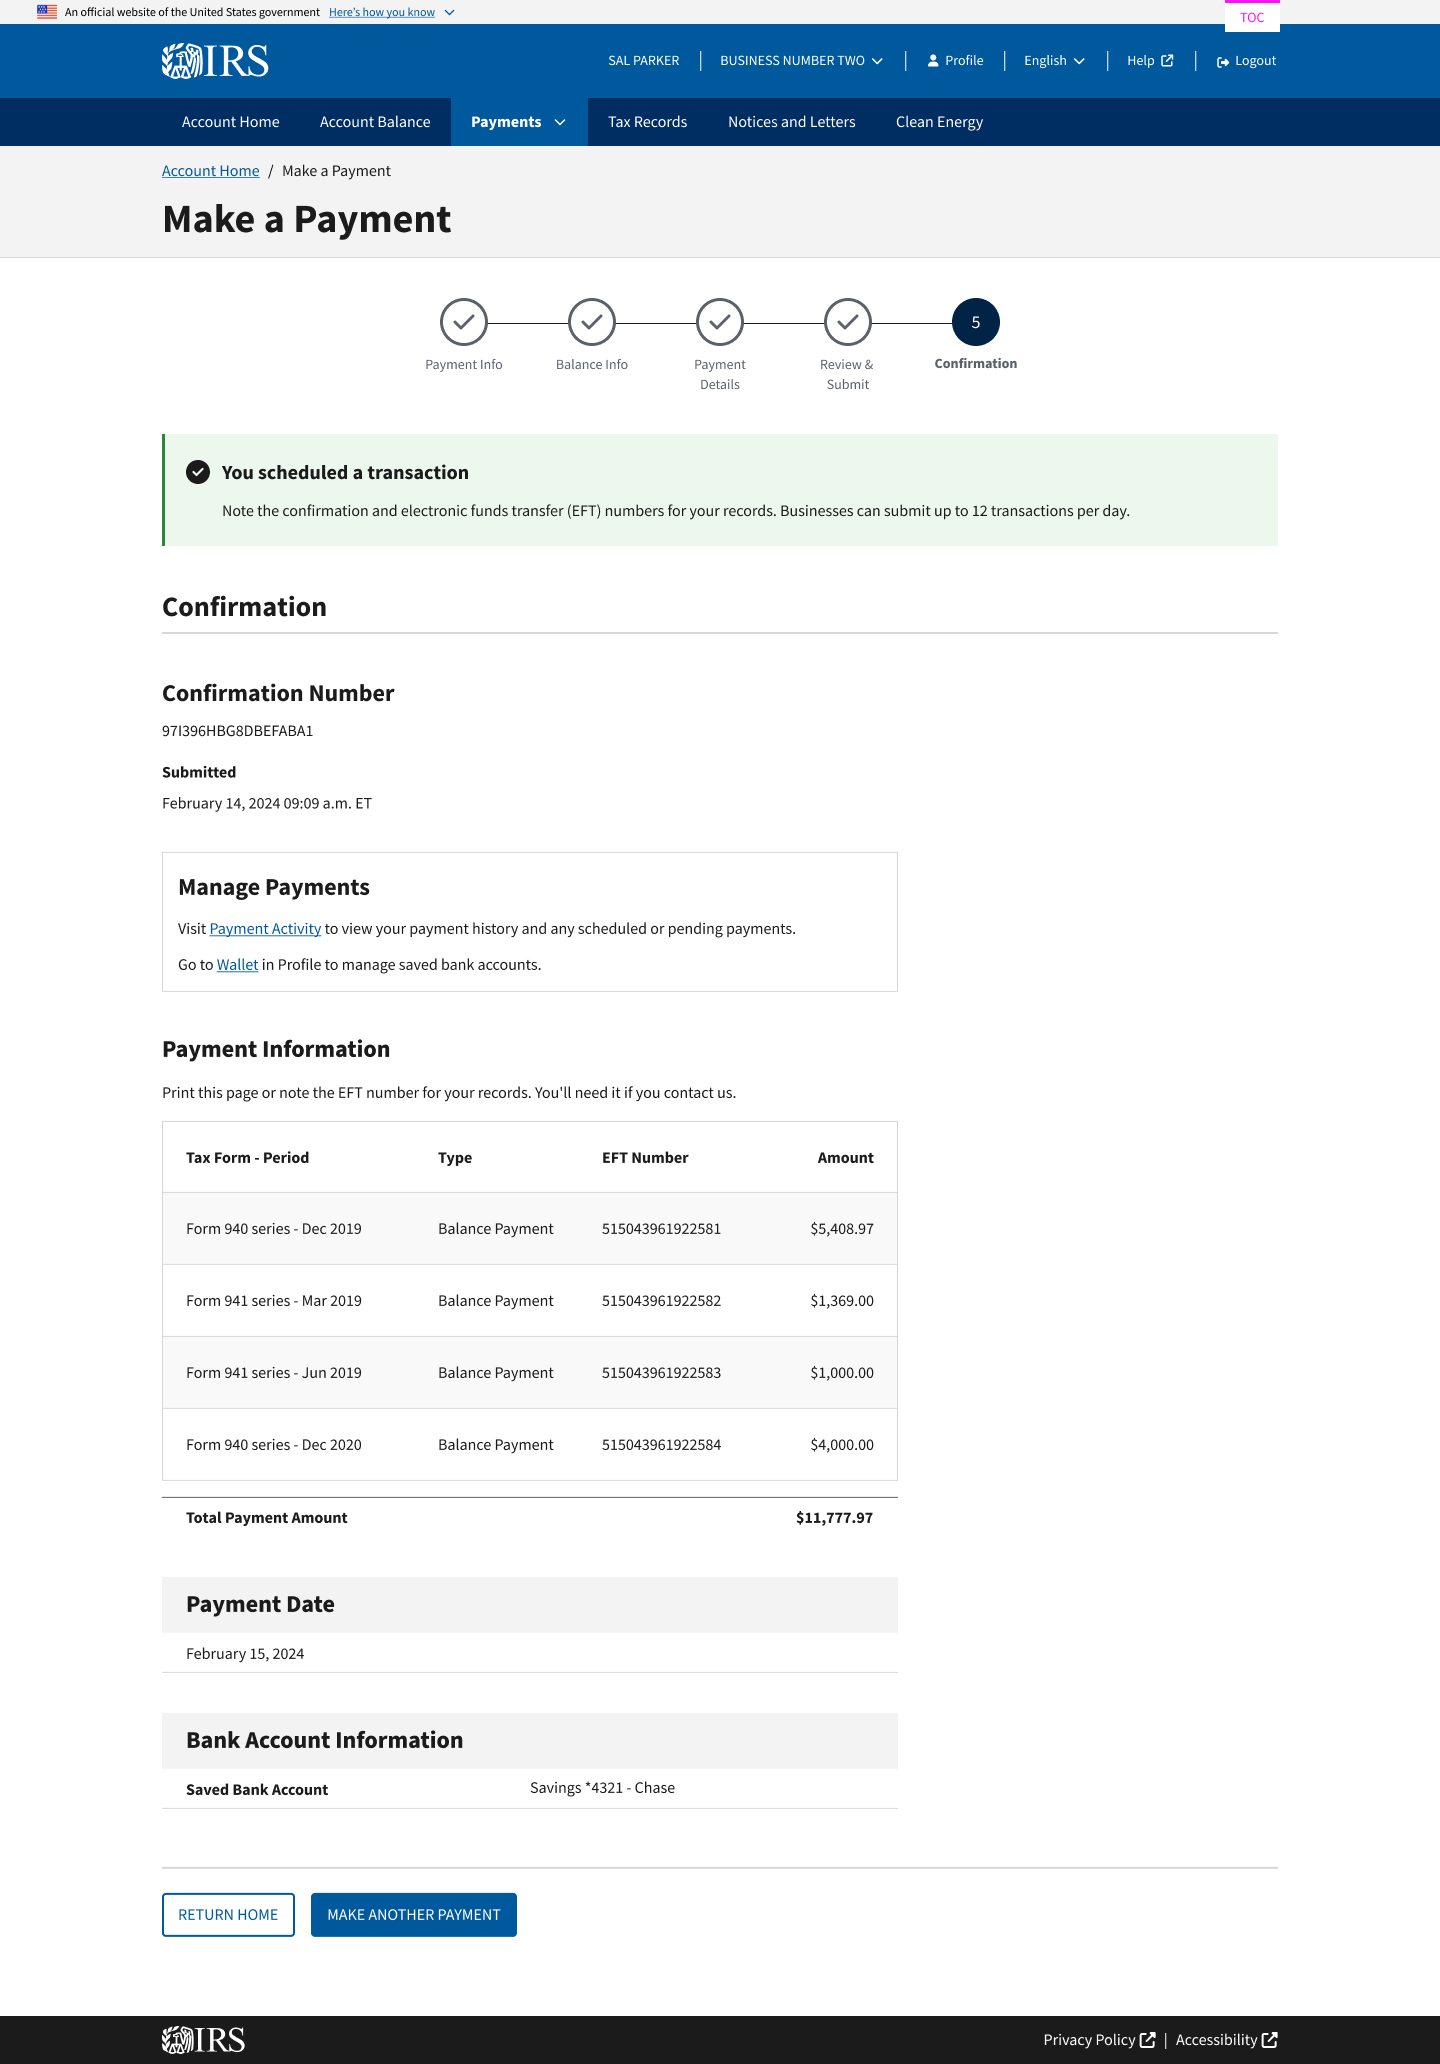 An official website of the United States government Here's how you know
TOC
IRS
SAL PARKER BUSINESS NUMBER TWO Profile English Help Logout
Account Home Account Balance Payments Tax Records Notices and Letters Clean Energy
Account Home / Make a Payment
Make a Payment
5
Payment Info Balance Info Payment Details Review & Submit Confirmation
You scheduled a transaction
Note the confirmation and electronic funds transfer (EFT) numbers for your records. Businesses can submit up to 12 transactions per day.
Confirmation
Confirmation Number
97I396HBG8DBEFABA1
Submitted
February 14, 2024 09:09 a.m. ET
Manage Payments
Visit Payment Activity to view your payment history and any scheduled or pending payments.
Go to Wallet in Profile to manage saved bank accounts.
Payment Information
Print this page or note the EFT number for your records. You'll need it if you contact us.
Tax Form - Period Type EFT Number Amount
Form 940 series - Dec 2019 Balance Payment 515043961922581 $5,408.97
Form 941 series - Mar 2019 Balance Payment 515043961922582 $1,369.00
Form 941 series - Jun 2019 Balance Payment 515043961922583 $1,000.00
Form 940 series - Dec 2020 Balance Payment 515043961922584 $4,000.00
Total Payment Amount $11,777.97
Payment Date
February 15, 2024
Bank Account Information
Saved Bank Account Savings *4321 - Chase
RETURN HOME MAKE ANOTHER PAYMENT
IRS Privacy Policy | Accessibility